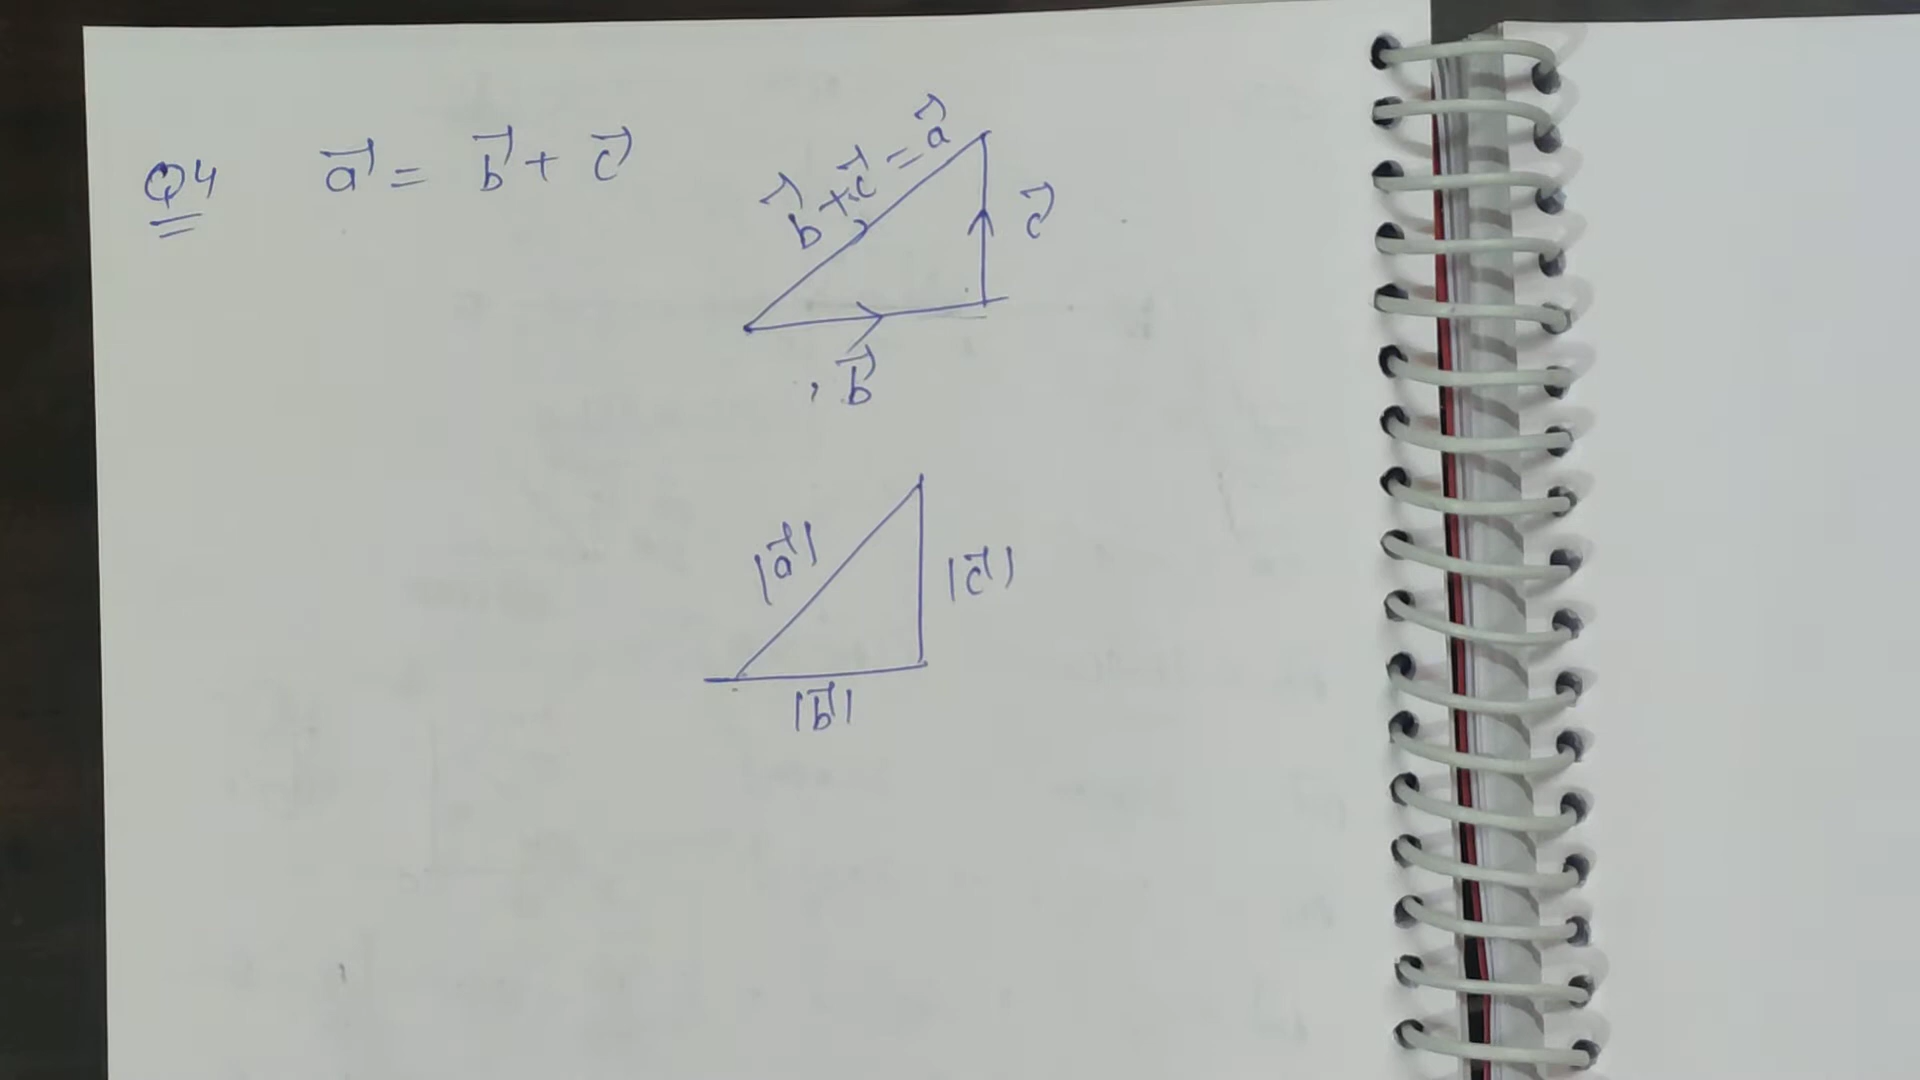 Q4 a⃗ = b⃗ + c⃗
b⃗ + c⃗ = a⃗
c⃗
b⃗
|a⃗|
|c⃗|
|b⃗|